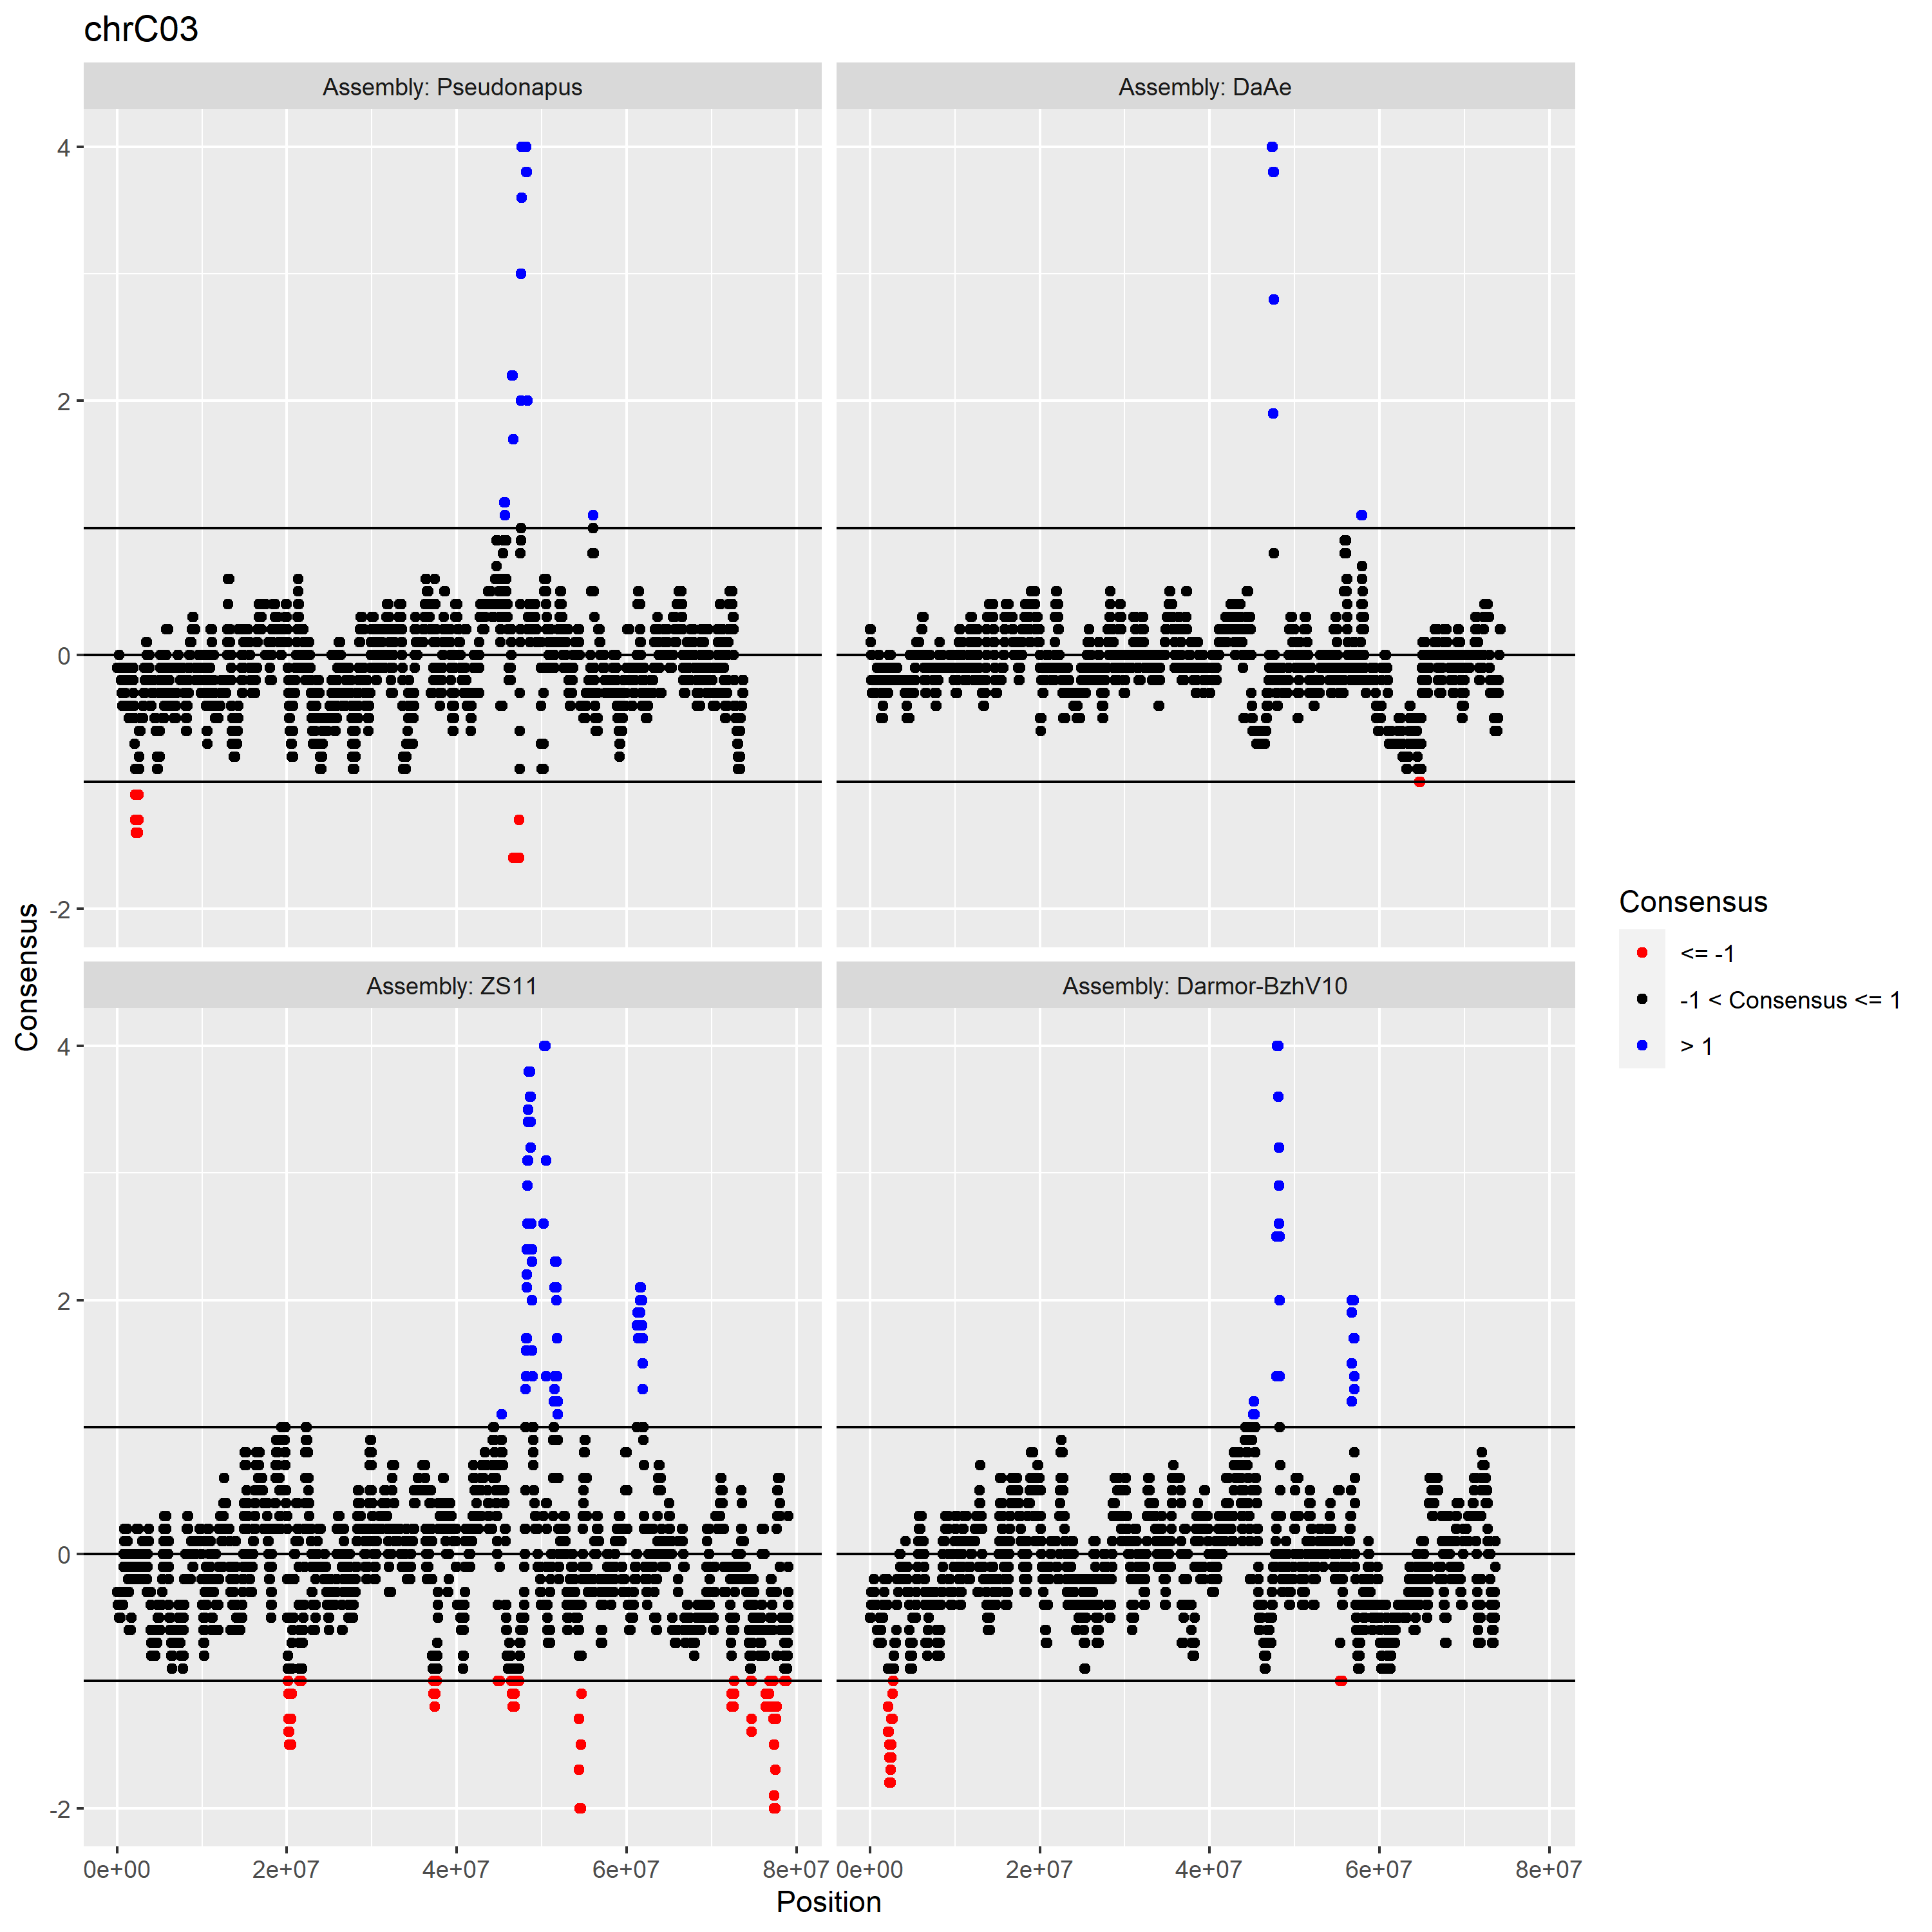 chrC03
Assembly: Pseudonapus
Assembly: DaAe
4
2
0
-2
Assembly: ZS11
Assembly: Darmor-BzhV10
4
2
0
-2
0e+00 2e+07 4e+07 6e+07 8e+07
0e+00 2e+07 4e+07 6e+07 8e+07
Position
Consensus
Consensus
<= -1
-1 < Consensus <= 1
> 1